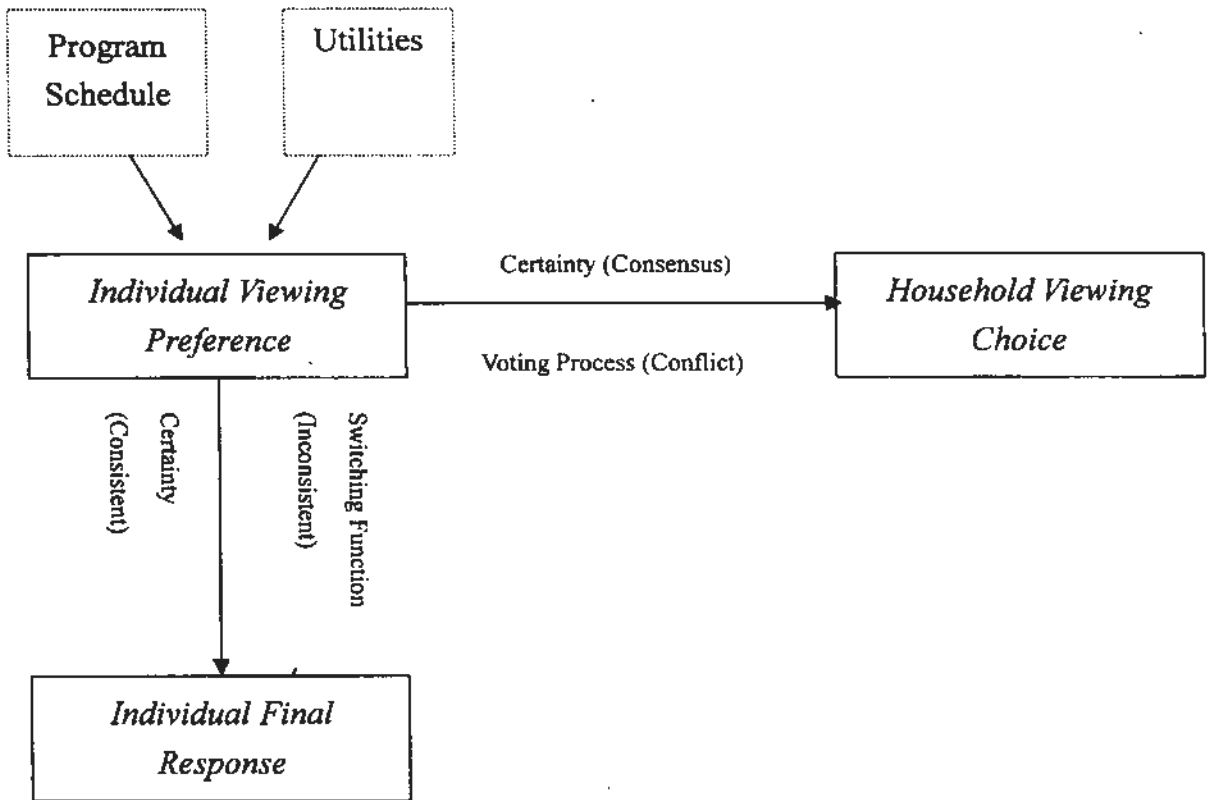 Program
Schedule
Utilities
Individual Viewing
Preference
Certainty (Consensus)
Voting Process (Conflict)
Household Viewing
Choice
Certainty
(Consistent)
Switching Function
(Inconsistent)
Individual Final
Response